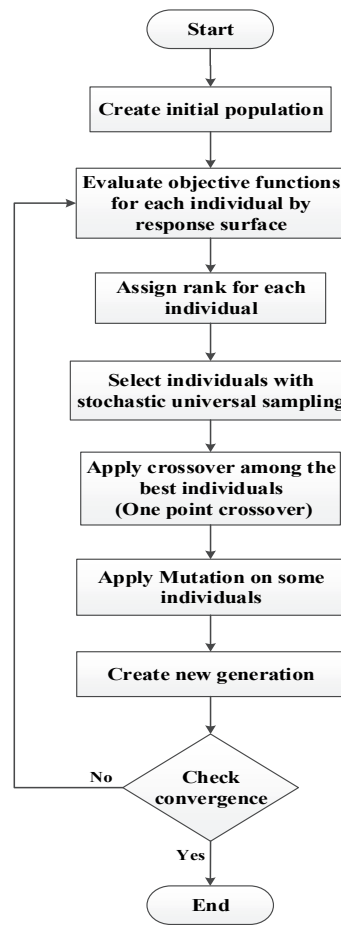 Start
Create initial population
Evaluate objective functions
for each individual by
response surface
Assign rank for each
individual
Select individuals with
stochastic universal sampling
Apply crossover among the
best individuals
(One point crossover)
Apply Mutation on some
individuals
Create new generation
Check
convergence
No
Yes
End